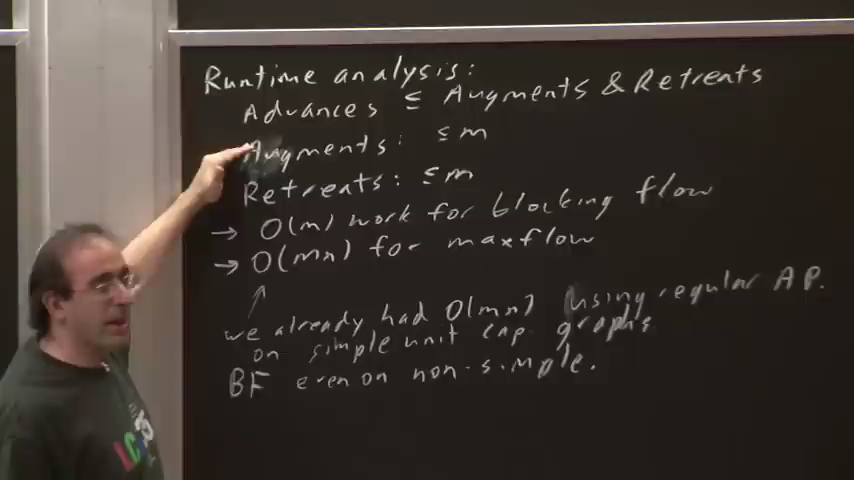 Runtime analysis:
Advances ≤ Augments & Retreats
Augments: ≤ m
Retreats: ≤ m
→ O(m) work for blocking flow
→ O(mn) for maxflow
we already had O(mn) using regular AP.
on simple unit cap. graphs
BF even on non-simple.